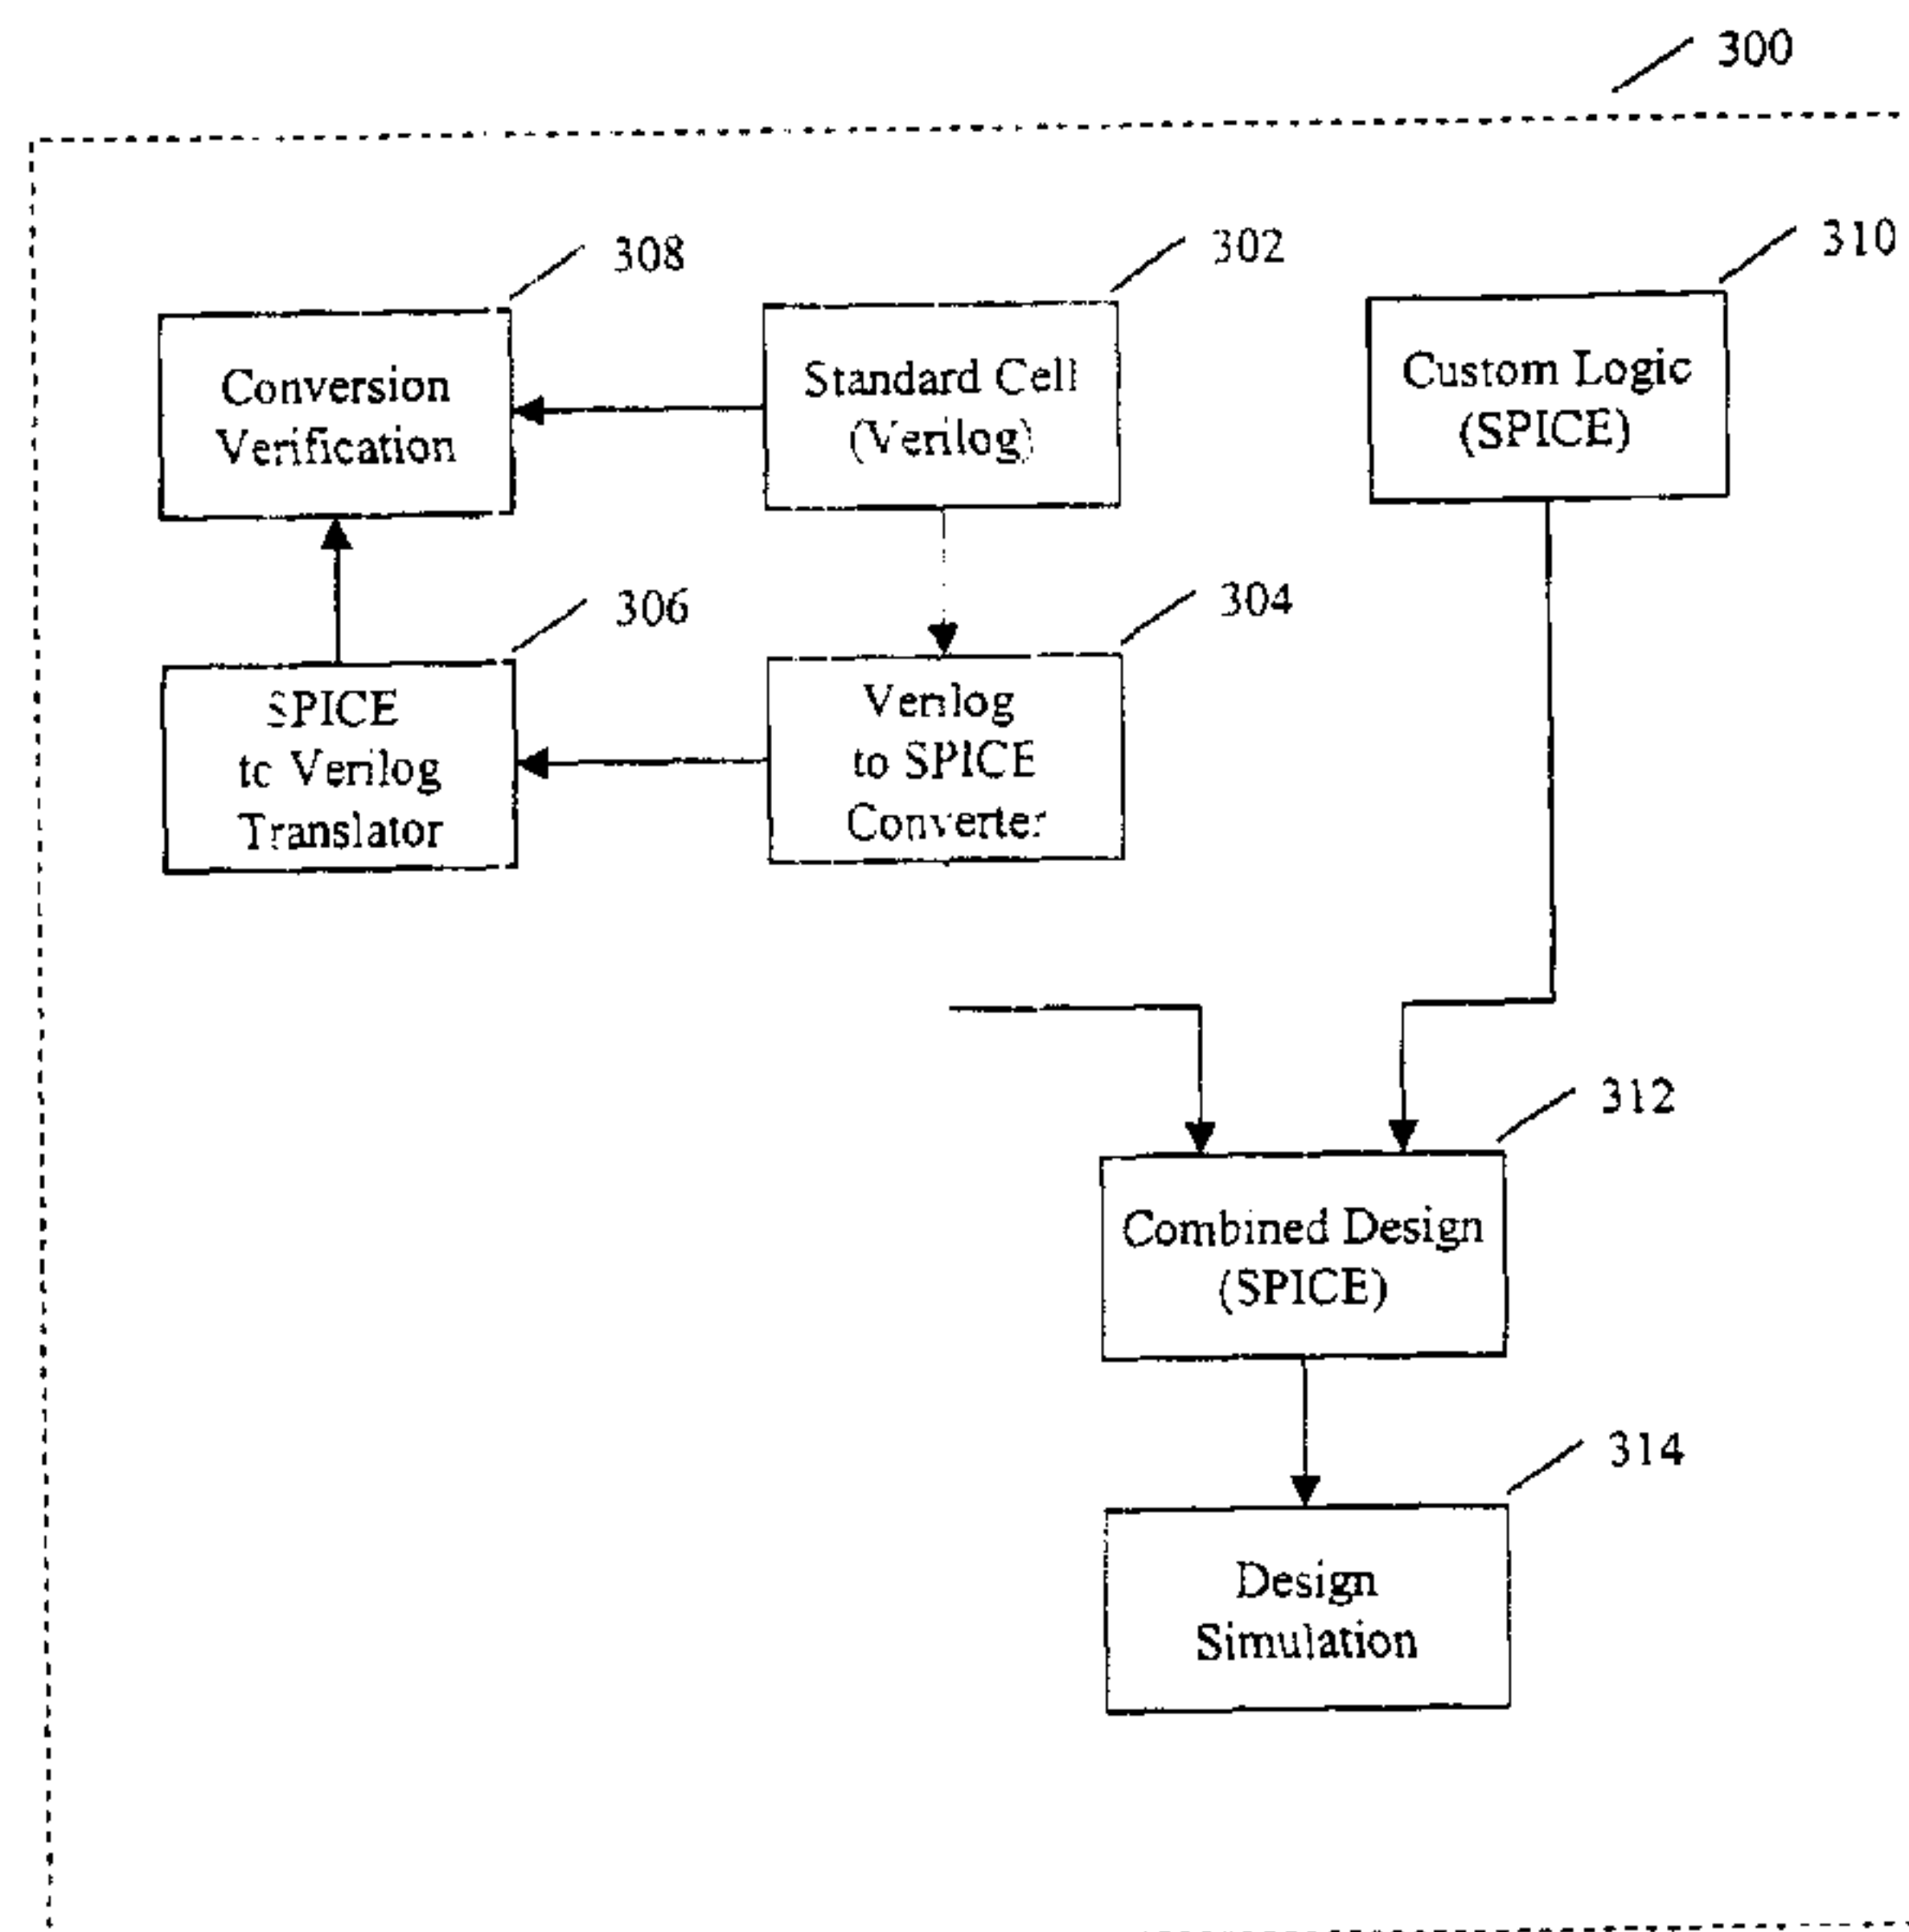 300
308
302
310
Conversion
Verification
Standard Cell
(Verilog)
Custom Logic
(SPICE)
306
304
SPICE
to Verilog
Translator
Verilog
to SPICE
Converter
312
Combined Design
(SPICE)
314
Design
Simulation